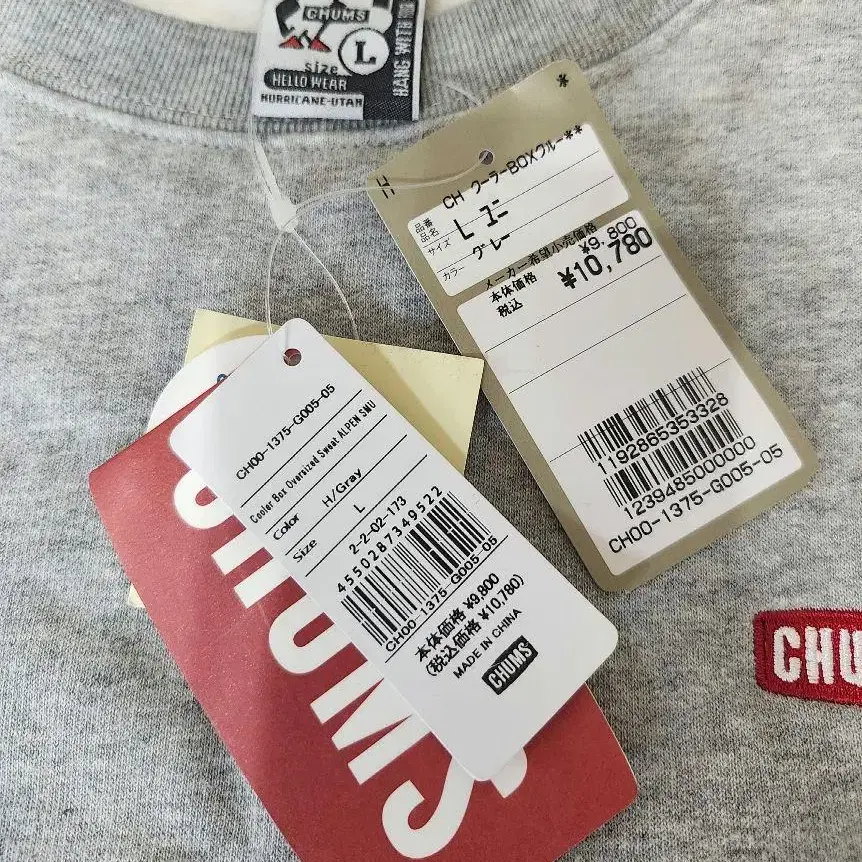 CHUMS
size L
HELLO WEAR
HURRICANE-UTAH
HANG WITH
CH クーラーBOXクルー**
品番
品名
サイズ L ユニ
カラー グレー
メーカー希望小売価格
本体価格 ¥9,800
税込 ¥10,780
1192865353328
1239485000000
CH00-1375-G005-05
CH00-1375-G005-05
Cooler Box Oversized Sweat ALPEN SMU
Color H/Gray
Size L
2-2-02-173
4550287349522
CH00-1375-G005-05
本体価格 ¥9,800
(税込価格 ¥10,780)
MADE IN CHINA
CHUMS
CHUMS
CHU